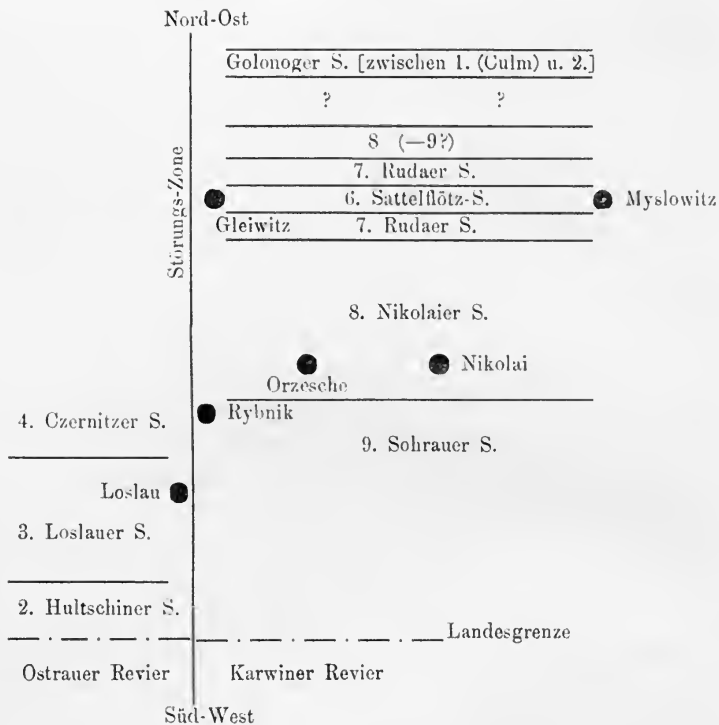 Nord-Ost
Golonoger S. [zwischen 1. (Culm) u. 2.]
? ?
8 (—9?)
7. Rudaer S.
6. Sattelflötz-S.
Myslowitz
Störungs-Zone
Gleiwitz
7. Rudaer S.
8. Nikolaier S.
Nikolai
Orzesche
Rybnik
4. Czernitzer S.
9. Sohrauer S.
Loslau
3. Loslauer S.
2. Hultschiner S.
Landesgrenze
Ostrauer Revier
Karwiner Revier
Süd-West